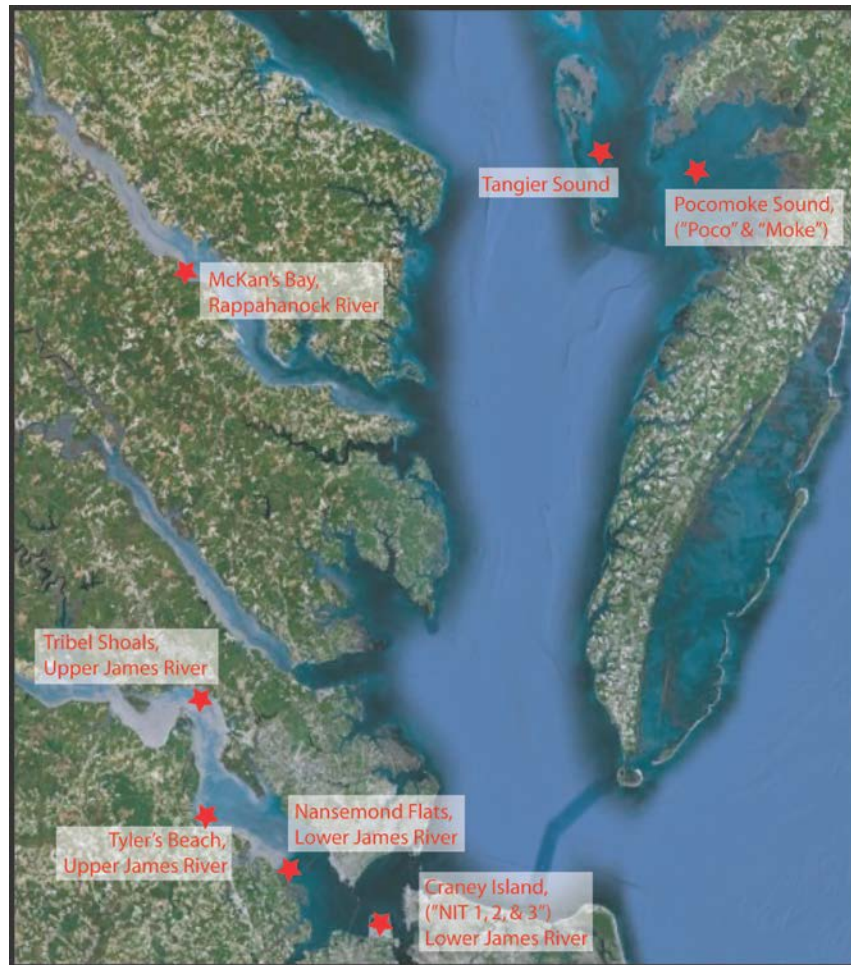 Tangier Sound
Pocomoke Sound,
("Poco" & "Moke")
McKan's Bay,
Rappahanock River
Tribel Shoals,
Upper James River
Nansemond Flats,
Lower James River
Tyler's Beach,
Upper James River
Craney Island,
("NIT 1, 2, & 3")
Lower James River